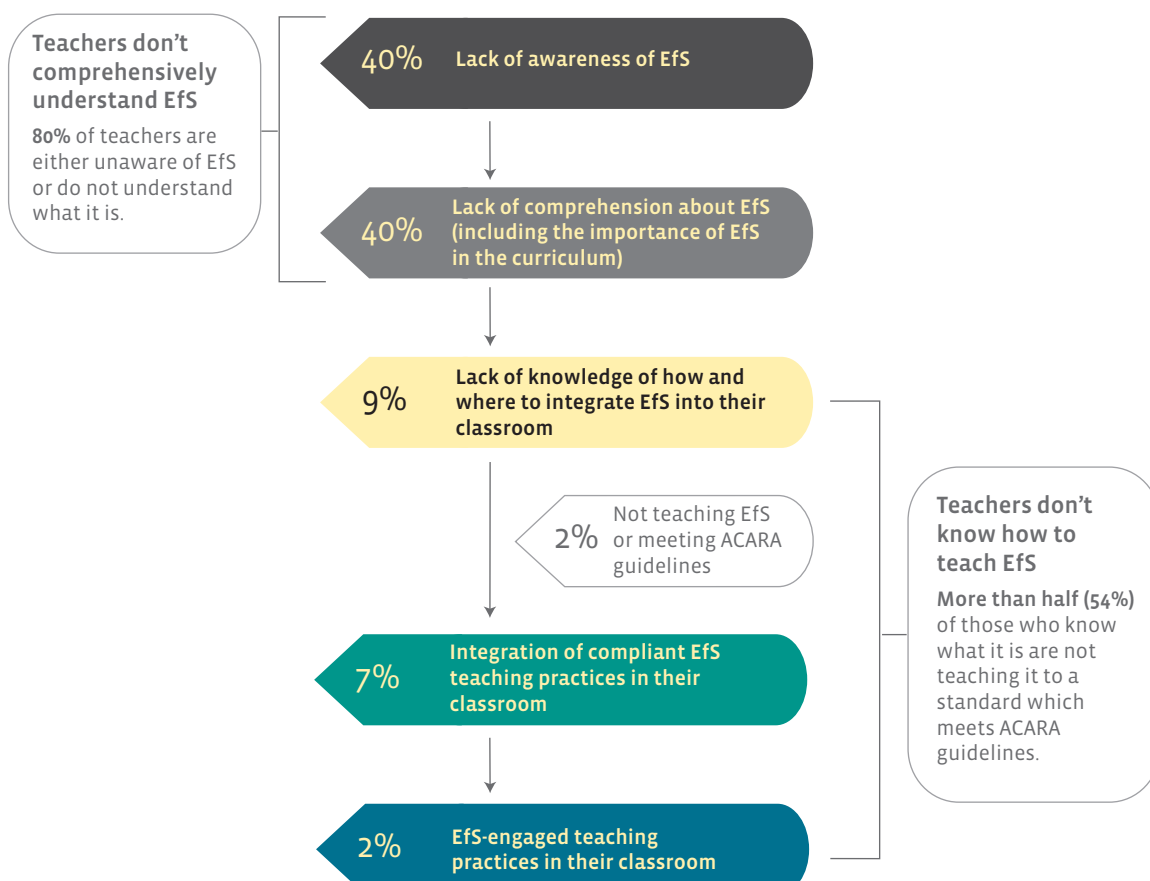 Teachers don’t
comprehensively
understand EfS
80% of teachers are
either unaware of EfS
or do not understand
what it is.
40% Lack of awareness of EfS
40% Lack of comprehension about EfS
(including the importance of EfS
in the curriculum)
9% Lack of knowledge of how and
where to integrate EfS into their
classroom
2% Not teaching EfS
or meeting ACARA
guidelines
7% Integration of compliant EfS
teaching practices in their
classroom
2% EfS-engaged teaching
practices in their classroom
Teachers don’t
know how to
teach EfS
More than half (54%)
of those who know
what it is are not
teaching it to a
standard which
meets ACARA
guidelines.